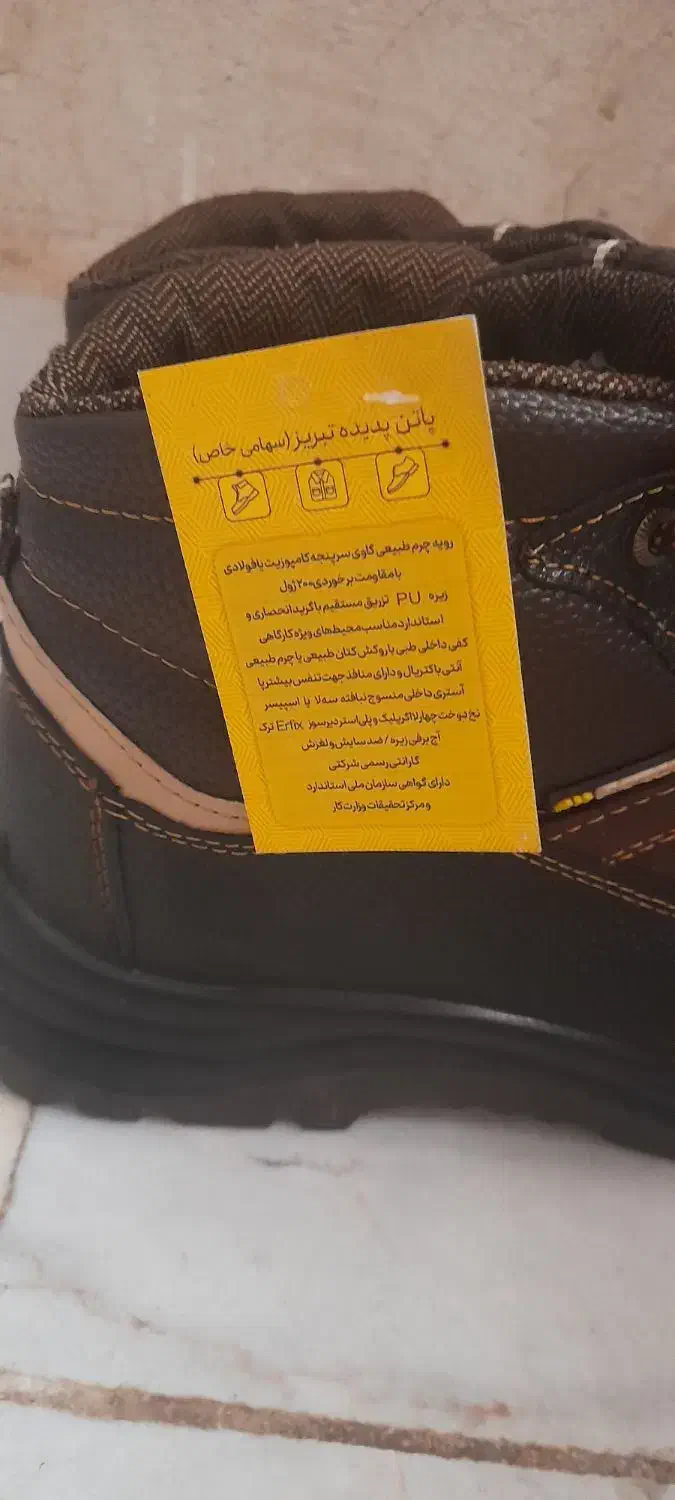 پاتن پدیده تبریز (سهامی خاص)
رویه چرم طبیعی گاوی سرپنجه کامپوزیت یا فولادی
با مقاومت برخوردی ۲۰۰ ژول
زیره PU تزریق مستقیم با گرید انحصاری و
استاندارد مناسب محیطهای ویژه کارگاهی
کفی داخلی طبی با روکش کتان طبیعی یا چرم طبیعی
آنتی باکتریال و دارای منافذ جهت تنفس بیشتر پا
آستری داخلی منسوج نبافته سه لا یا اسپیسر
نخ دوخت چهارلا اکریلیک و پلی استر دیرسوز Erfix ترک
آج برفی زیره / ضد سایش و لغزش
گارانتی رسمی شرکتی
دارای گواهی سازمان ملی استاندارد
و مرکز تحقیقات وزارت کار